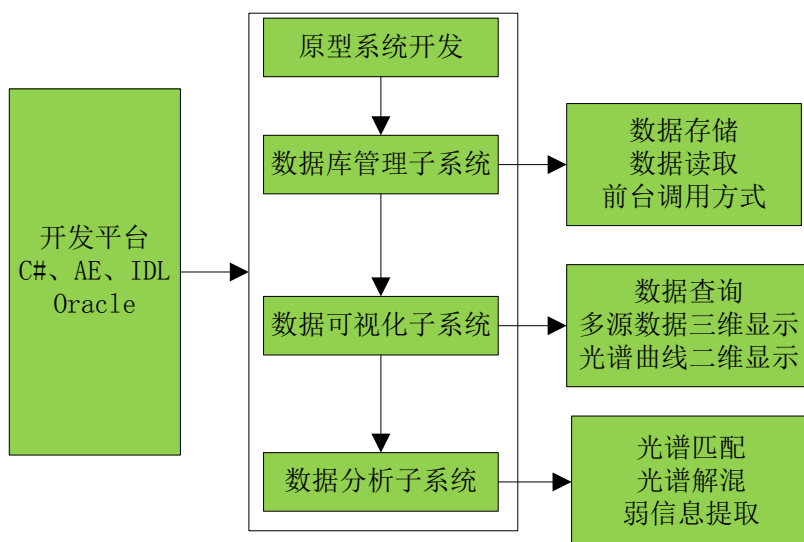 开发平台
C#、AE、IDL
Oracle
原型系统开发
数据库管理子系统
数据存储
数据读取
前台调用方式
数据可视化子系统
数据查询
多源数据三维显示
光谱曲线二维显示
数据分析子系统
光谱匹配
光谱解混
弱信息提取